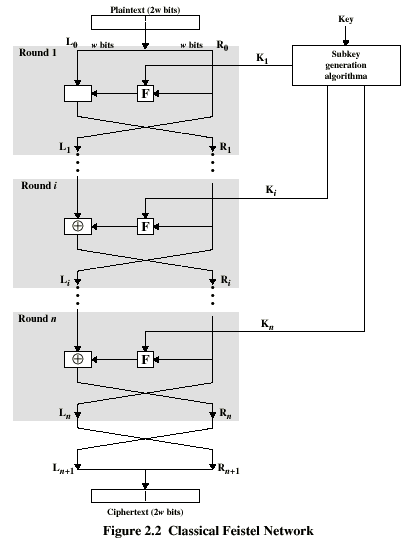 Plaintext (2w bits)
Key
L0 w bits w bits R0
Round 1
K1
Subkey
generation
algorithm
F
L1 R1
Round i
Ki
⊕ F
Li Ri
Round n
Kn
⊕ F
Ln Rn
Ln+1 Rn+1
Ciphertext (2w bits)
Figure 2.2 Classical Feistel Network